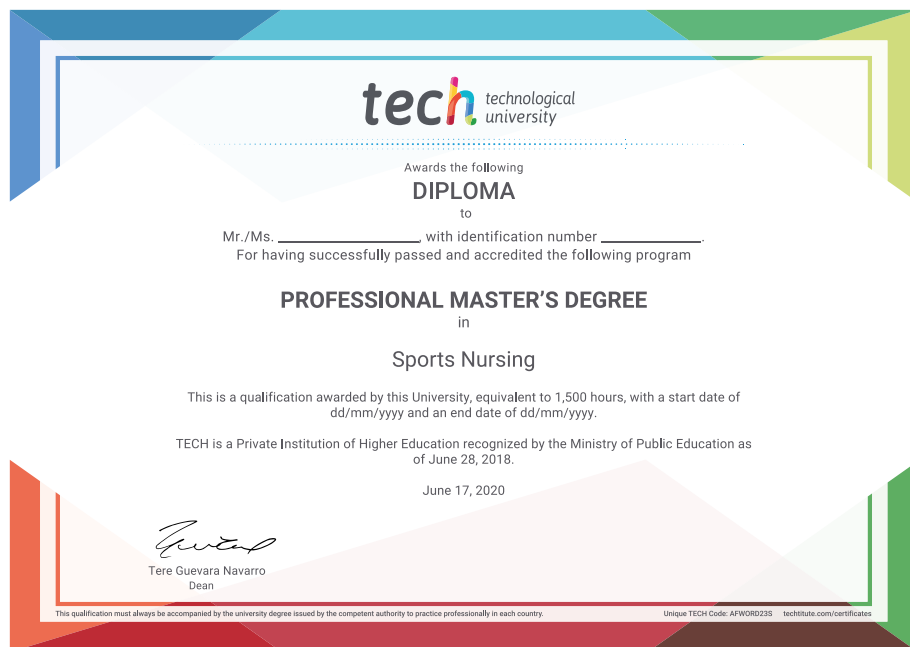 tech technological
university
Awards the following
DIPLOMA
to
Mr./Ms. ____________________, with identification number ______________.
For having successfully passed and accredited the following program
PROFESSIONAL MASTER'S DEGREE
in
Sports Nursing
This is a qualification awarded by this University, equivalent to 1,500 hours, with a start date of
dd/mm/yyyy and an end date of dd/mm/yyyy.
TECH is a Private Institution of Higher Education recognized by the Ministry of Public Education as
of June 28, 2018.
June 17, 2020
Tere Guevara Navarro
Dean
This qualification must always be accompanied by the university degree issued by the competent authority to practice professionally in each country.
Unique TECH Code: AFWORD23S techtitute.com/certificates